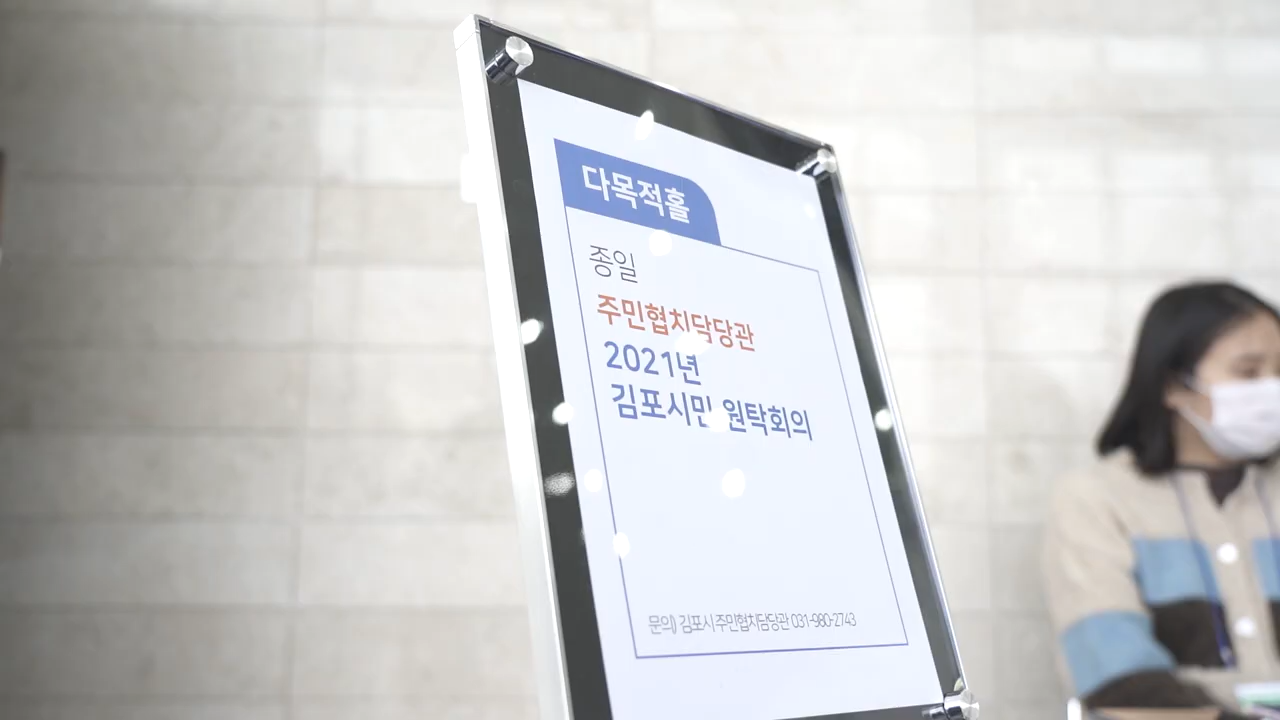 다목적홀
종일
주민협치담당관
2021년
김포시민 원탁회의
문의) 김포시 주민협치담당관 031-980-2743